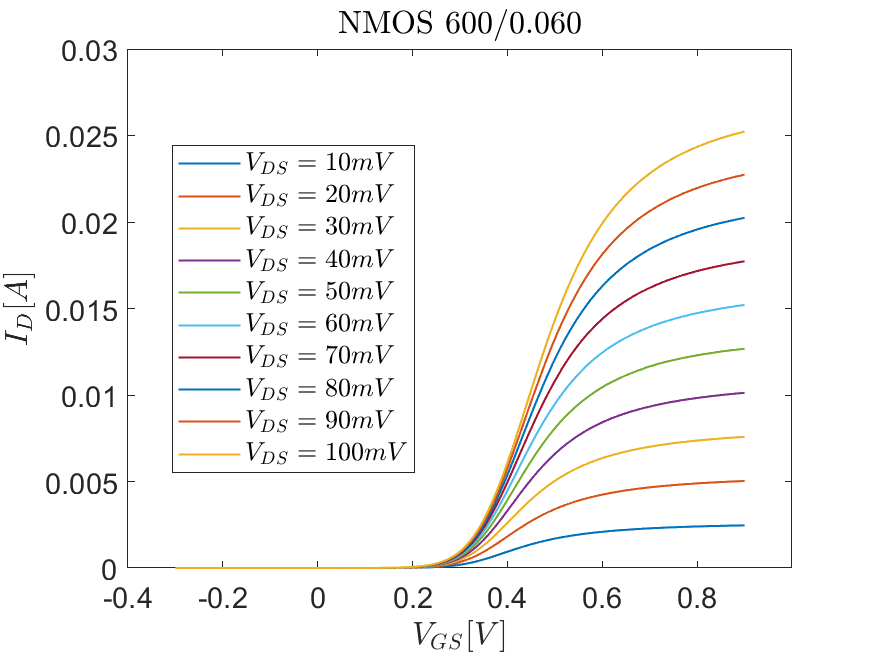 NMOS 600/0.060
0.03
0.025
0.02
0.015
0.01
0.005
0
I_D[A]
V_DS = 10mV
V_DS = 20mV
V_DS = 30mV
V_DS = 40mV
V_DS = 50mV
V_DS = 60mV
V_DS = 70mV
V_DS = 80mV
V_DS = 90mV
V_DS = 100mV
-0.4 -0.2 0 0.2 0.4 0.6 0.8
V_GS[V]